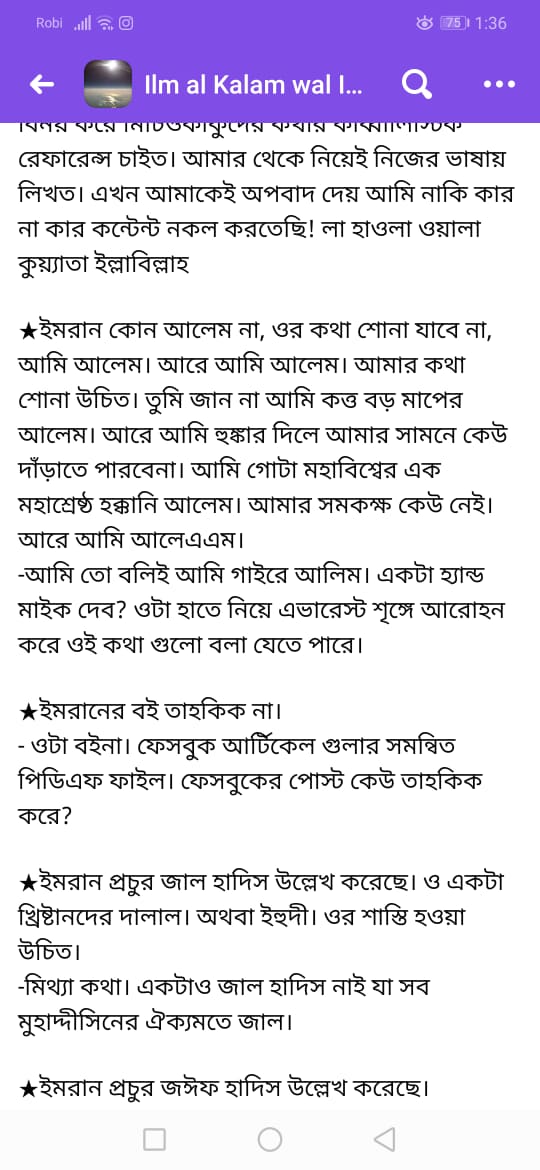 Robi 75 1:36
Ilm al Kalam wal I...
রেফারেন্স চাইত। আমার থেকে নিয়েই নিজের ভাষায়
লিখত। এখন আমাকেই অপবাদ দেয় আমি নাকি কার
না কার কন্টেন্ট নকল করতেছি! লা হাওলা ওয়ালা
কুয়্যাতা ইল্লাবিল্লাহ
★ইমরান কোন আলেম না, ওর কথা শোনা যাবে না,
আমি আলেম। আরে আমি আলেম। আমার কথা
শোনা উচিত। তুমি জান না আমি কত্ত বড় মাপের
আলেম। আরে আমি হুঙ্কার দিলে আমার সামনে কেউ
দাঁড়াতে পারবেনা। আমি গোটা মহাবিশ্বের এক
মহাশ্রেষ্ঠ হক্কানি আলেম। আমার সমকক্ষ কেউ নেই।
আরে আমি আলেএএম।
-আমি তো বলিই আমি গাইরে আলিম। একটা হ্যান্ড
মাইক দেব? ওটা হাতে নিয়ে এভারেস্ট শৃঙ্গে আরোহন
করে ওই কথা গুলো বলা যেতে পারে।
★ইমরানের বই তাহকিক না।
- ওটা বইনা। ফেসবুক আর্টিকেল গুলার সমন্বিত
পিডিএফ ফাইল। ফেসবুকের পোস্ট কেউ তাহকিক
করে?
★ইমরান প্রচুর জাল হাদিস উল্লেখ করেছে। ও একটা
খ্রিষ্টানদের দালাল। অথবা ইহুদী। ওর শাস্তি হওয়া
উচিত।
-মিথ্যা কথা। একটাও জাল হাদিস নাই যা সব
মুহাদ্দীসিনের ঐক্যমতে জাল।
★ইমরান প্রচুর জঈফ হাদিস উল্লেখ করেছে।